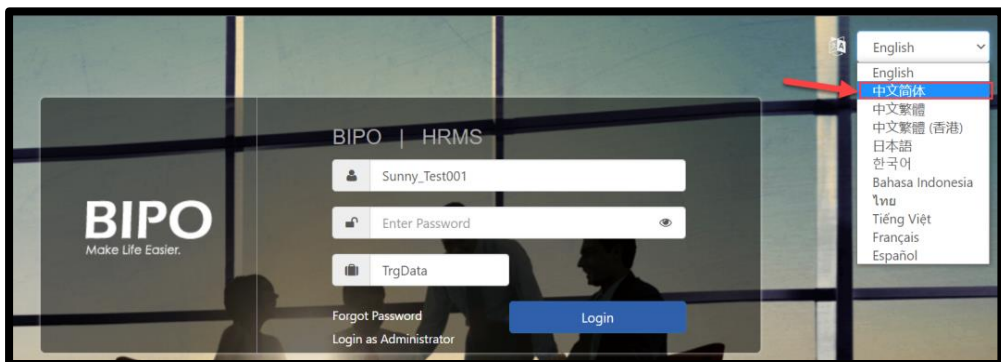 English
English
中文简体
中文繁體
中文繁體 (香港)
日本語
한국어
Bahasa Indonesia
ไทย
Tiếng Việt
Français
Español
BIPO | HRMS
Sunny_Test001
Enter Password
TrgData
Forgot Password
Login
Login as Administrator
BIPO
Make Life Easier.